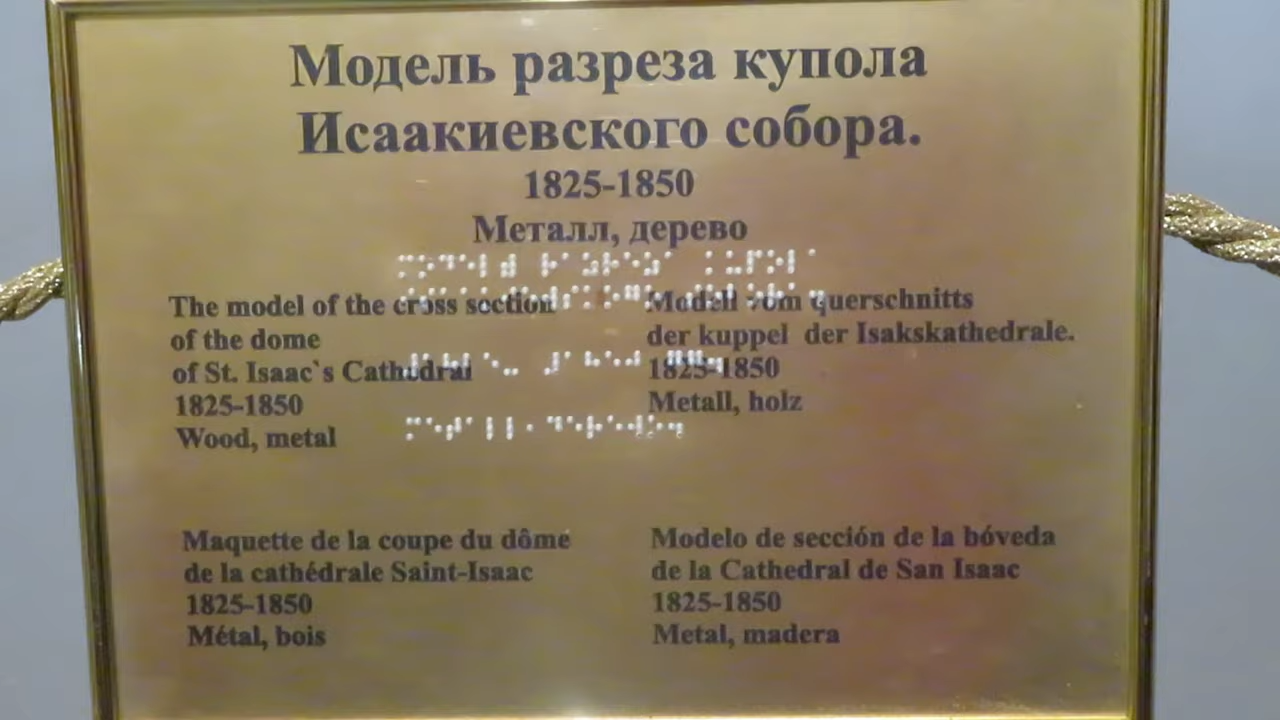 Модель разреза купола
Исаакиевского собора.
1825-1850
Металл, дерево
The model of the cross section
of the dome
of St. Isaac`s Cathedral
1825-1850
Wood, metal
Modell vom querschnitts
der kuppel der Isakskathedrale.
1825-1850
Metall, holz
Maquette de la coupe du dôme
de la cathédrale Saint-Isaac
1825-1850
Métal, bois
Modelo de sección de la bóveda
de la Cathedral de San Isaac
1825-1850
Metal, madera